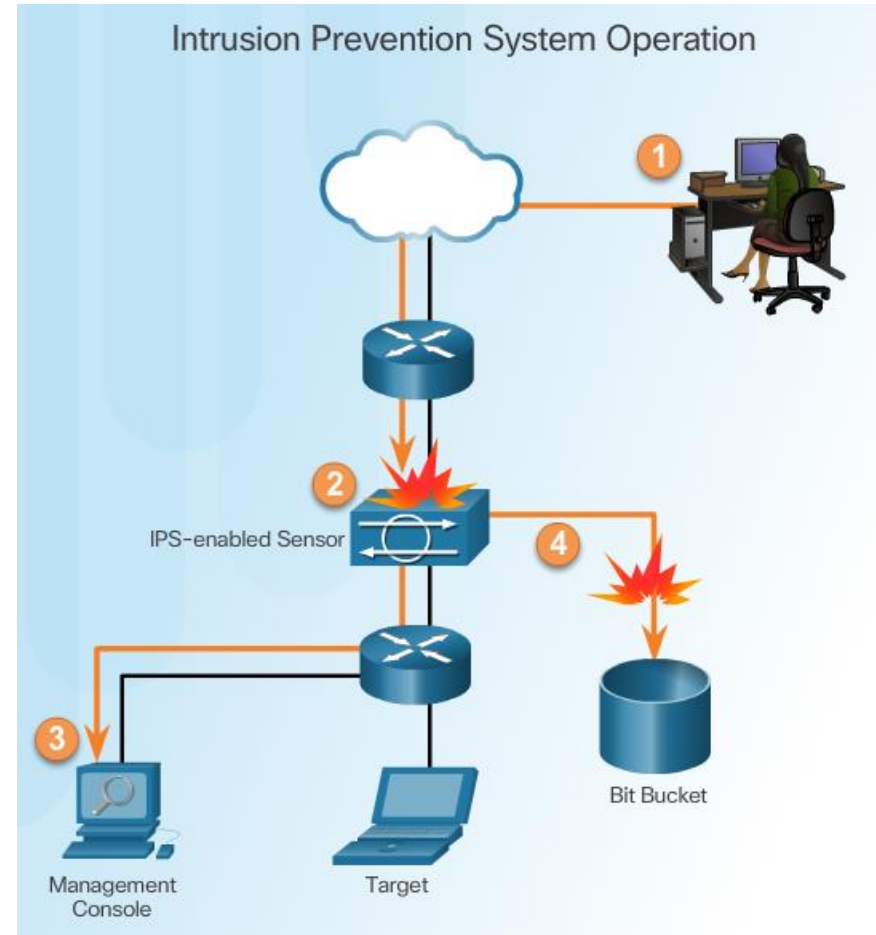 Intrusion Prevention System Operation
1
2
IPS-enabled Sensor
4
3
Bit Bucket
Management
Console
Target